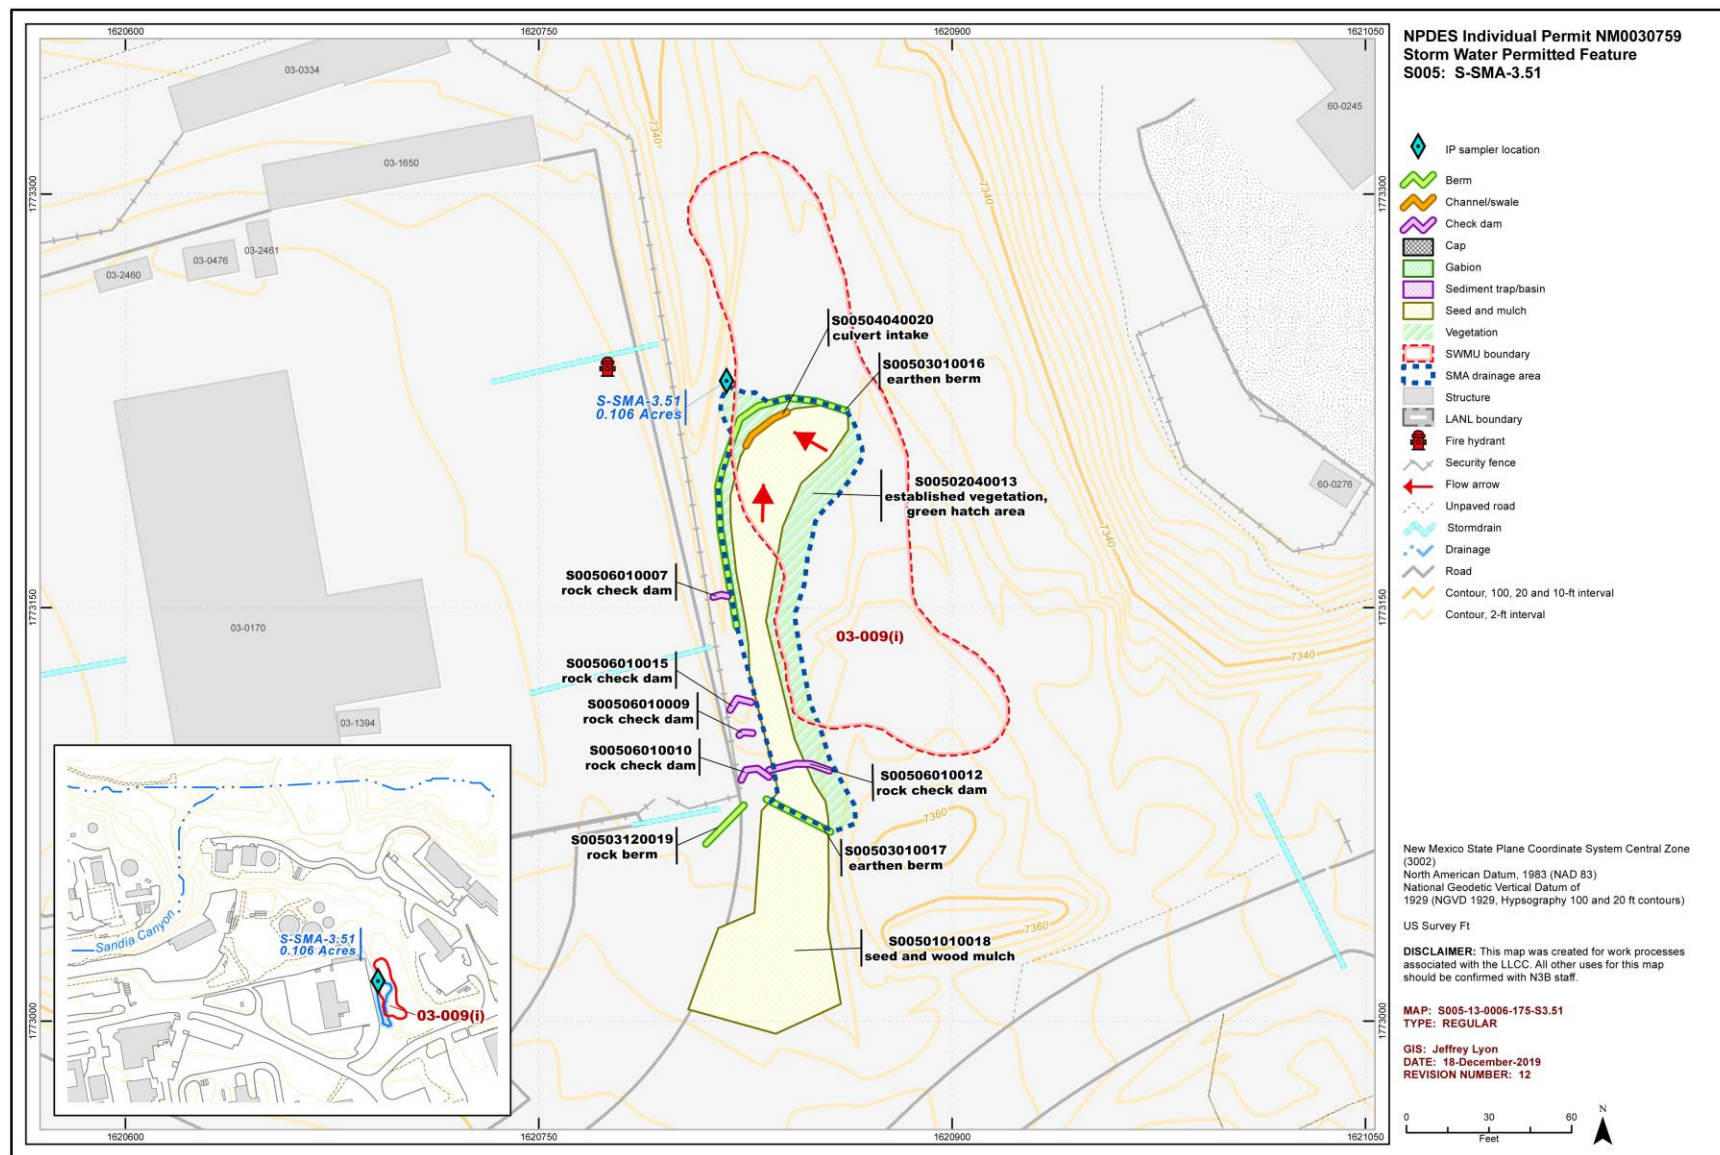 1620600
1620750
1620900
1621050
NPDES Individual Permit NM0030759
Storm Water Permitted Feature
S005: S-SMA-3.51
IP sampler location
Berm
Channel/swale
Check dam
Cap
Gabion
Sediment trap/basin
Seed and mulch
Vegetation
SWMU boundary
SMA drainage area
Structure
LANL boundary
Fire hydrant
Security fence
Flow arrow
Unpaved road
Stormdrain
Drainage
Road
Contour, 100, 20 and 10-ft interval
Contour, 2-ft interval
03-0334
60-0245
7340
03-1650
1773300
1773300
7340
03-2461
03-0476
03-2460
S00504040020
culvert intake
S00503010016
earthen berm
S-SMA-3.51
0.106 Acres
60-0276
S00502040013
established vegetation,
green hatch area
7340
S00506010007
rock check dam
1773150
1773150
03-0170
03-009(i)
7340
S00506010015
rock check dam
S00506010009
rock check dam
03-1394
S00506010010
rock check dam
S00506010012
rock check dam
7360
S00503120019
rock berm
S00503010017
earthen berm
7360
S00501010018
seed and wood mulch
Sandia Canyon
S-SMA-3.51
0.106 Acres
03-009(i)
1773000
1773000
1620600
1620750
1620900
1621050
New Mexico State Plane Coordinate System Central Zone
(3002)
North American Datum, 1983 (NAD 83)
National Geodetic Vertical Datum of
1929 (NGVD 1929, Hypsography 100 and 20 ft contours)
US Survey Ft
DISCLAIMER: This map was created for work processes
associated with the LLCC. All other uses for this map
should be confirmed with N3B staff.
MAP: S005-13-0006-175-S3.51
TYPE: REGULAR
GIS: Jeffrey Lyon
DATE: 18-December-2019
REVISION NUMBER: 12
0 30 60
Feet
N